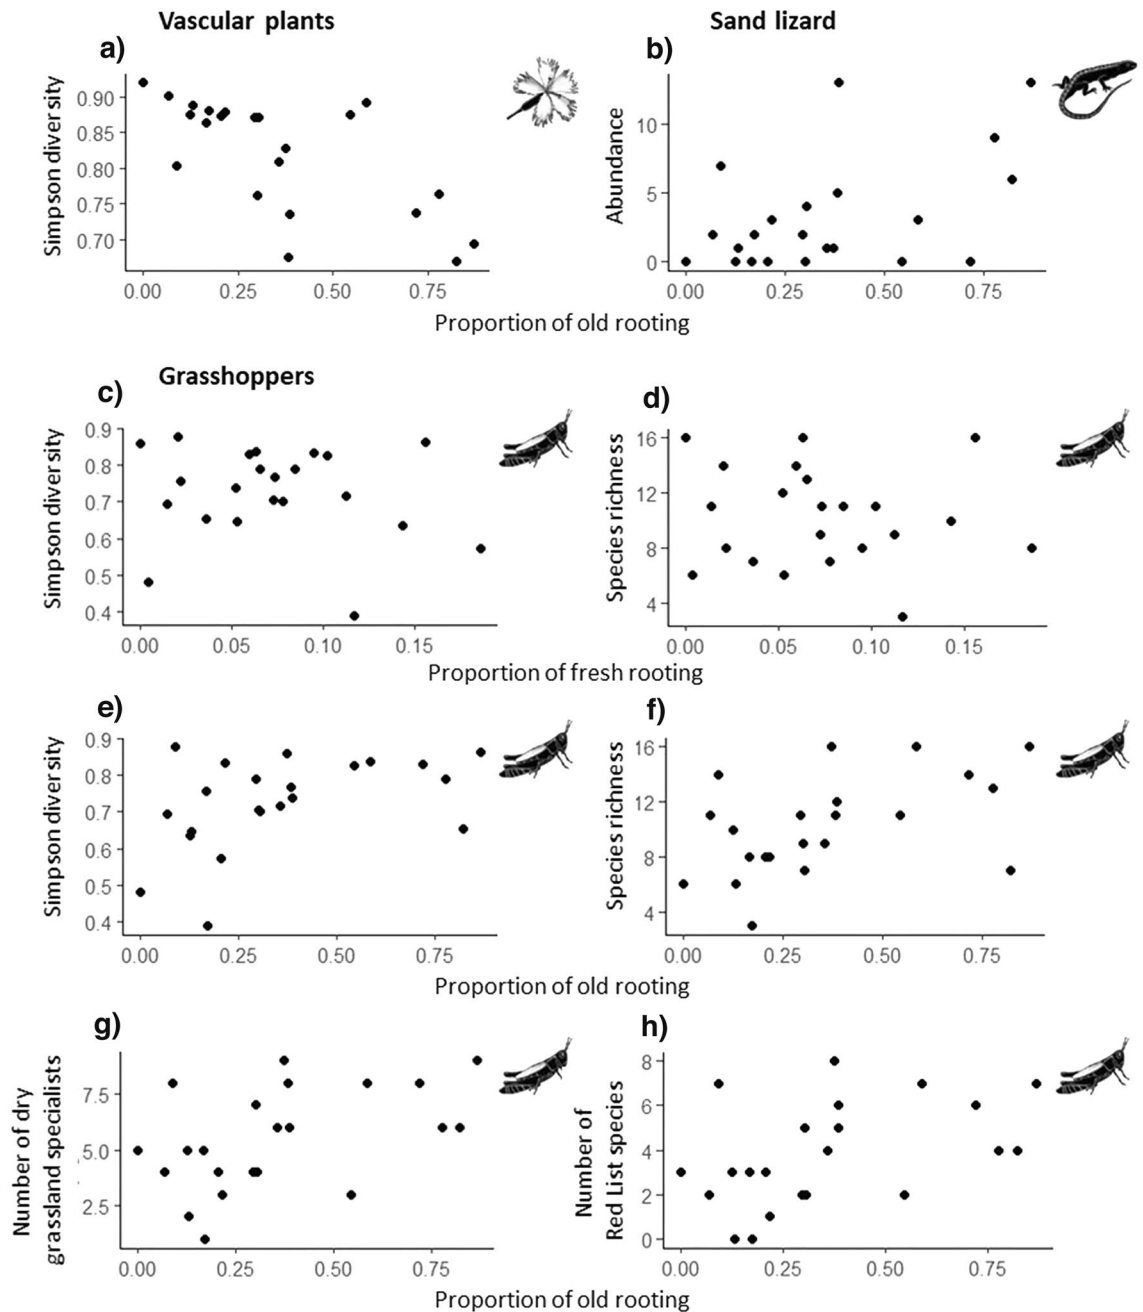 Vascular plants
Sand lizard
a)
b)
Simpson diversity
0.90
0.85
0.80
0.75
0.70
0.00 0.25 0.50 0.75
Abundance
10
5
0
0.00 0.25 0.50 0.75
Proportion of old rooting
Grasshoppers
c)
d)
Simpson diversity
0.9
0.8
0.7
0.6
0.5
0.4
0.00 0.05 0.10 0.15
Species richness
16
12
8
4
0.00 0.05 0.10 0.15
Proportion of fresh rooting
e)
f)
Simpson diversity
0.9
0.8
0.7
0.6
0.5
0.4
0.00 0.25 0.50 0.75
Species richness
16
12
8
4
0.00 0.25 0.50 0.75
Proportion of old rooting
g)
h)
Number of dry
grassland specialists
7.5
5.0
2.5
0.00 0.25 0.50 0.75
Number of
Red List species
8
6
4
2
0
0.00 0.25 0.50 0.75
Proportion of old rooting